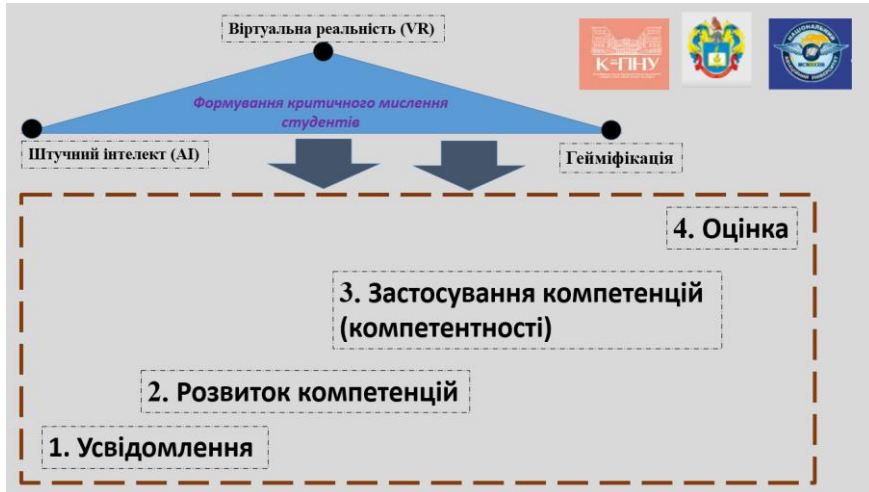 Віртуальна реальність (VR)
Формування критичного мислення
студентів
Штучний інтелект (AI)
Гейміфікація
К=ПНУ
НАЦІОНАЛЬНИЙ
4. Оцінка
3. Застосування компетенцій
(компетентності)
2. Розвиток компетенцій
1. Усвідомлення